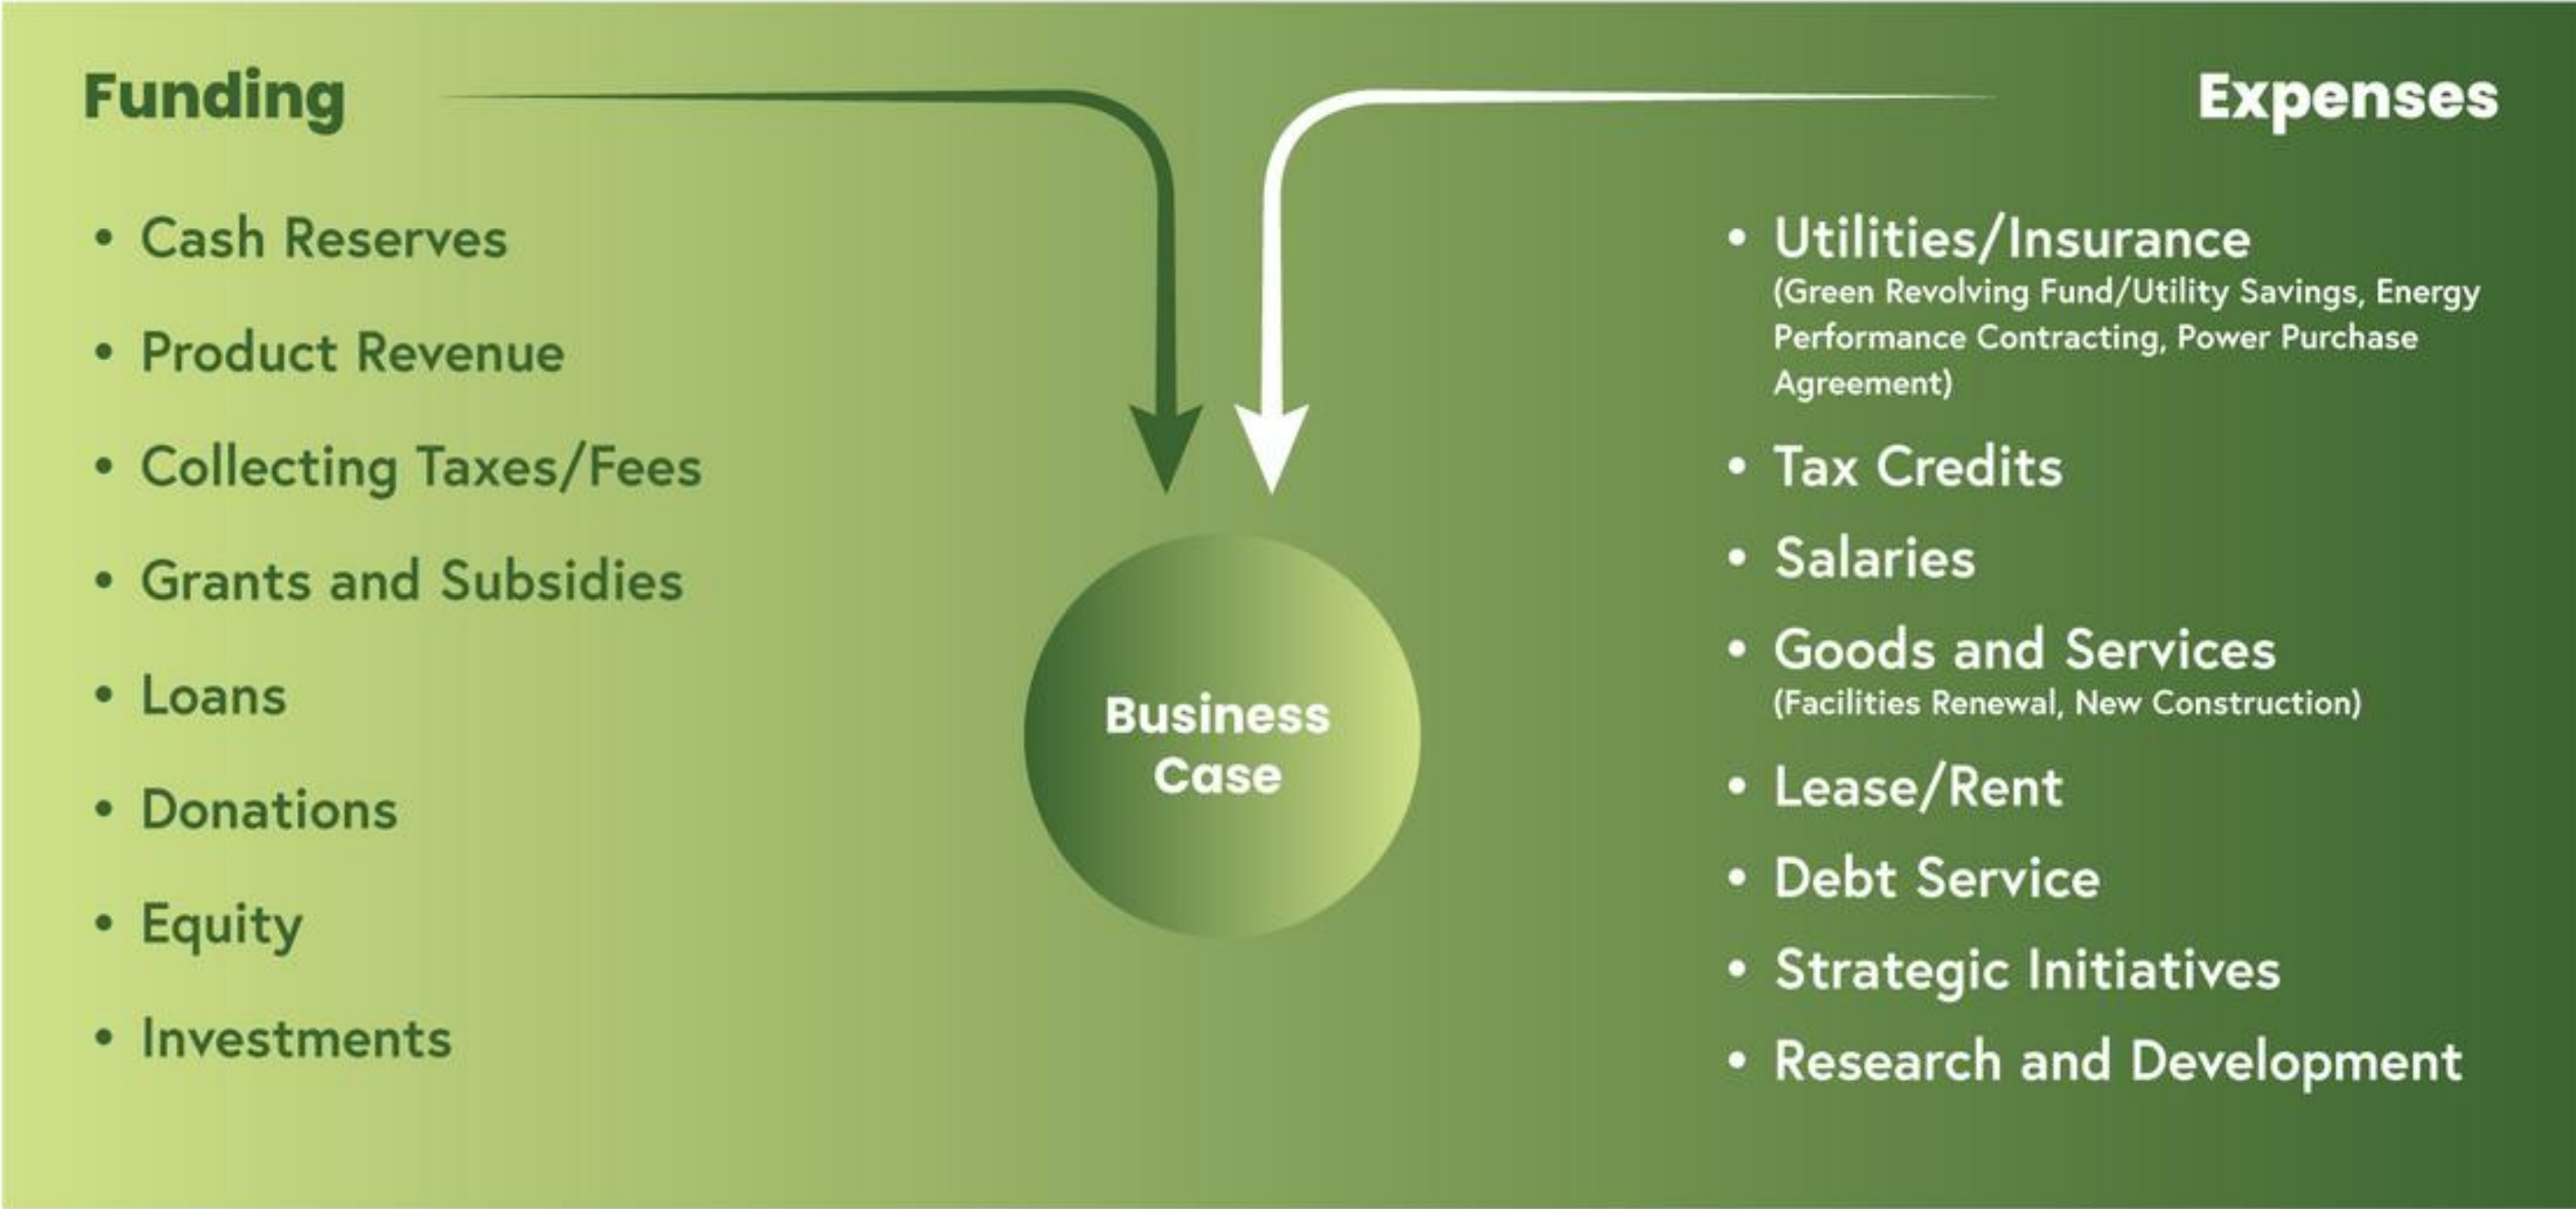 Funding
• Cash Reserves
• Product Revenue
• Collecting Taxes/Fees
• Grants and Subsidies
• Loans
• Donations
• Equity
• Investments
Business
Case
Expenses
• Utilities/Insurance
(Green Revolving Fund/Utility Savings, Energy
Performance Contracting, Power Purchase
Agreement)
• Tax Credits
• Salaries
• Goods and Services
(Facilities Renewal, New Construction)
• Lease/Rent
• Debt Service
• Strategic Initiatives
• Research and Development